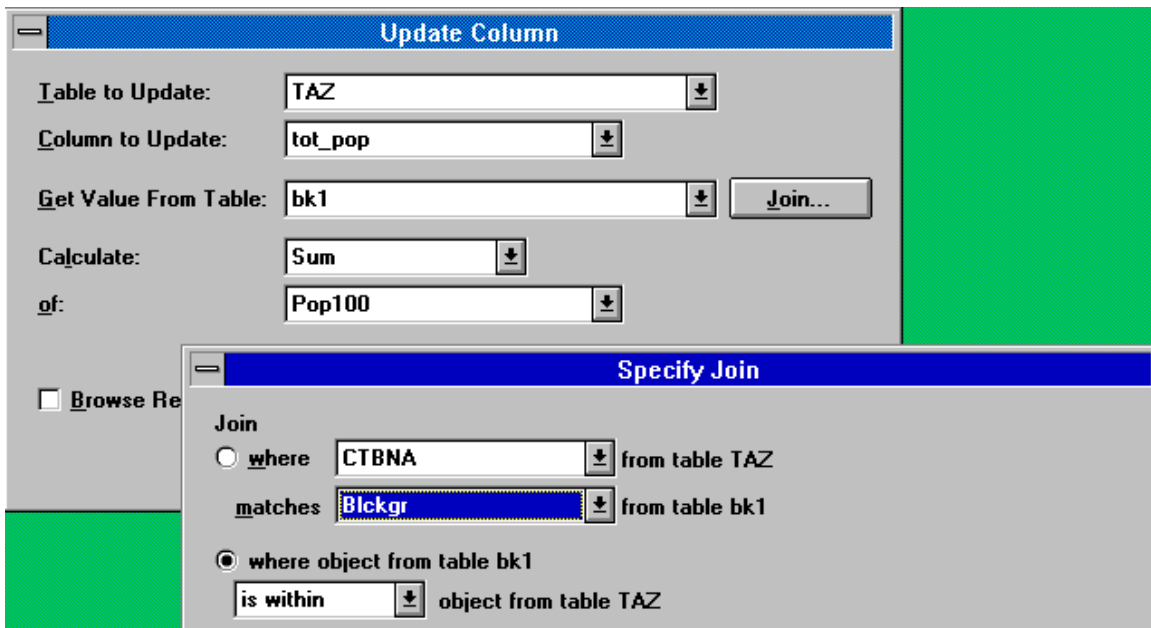 Update Column
Table to Update: TAZ
Column to Update: tot_pop
Get Value From Table: bk1 Join...
Calculate: Sum
of: Pop100
Browse Re
Specify Join
Join
where CTBNA from table TAZ
matches Blckgr from table bk1
where object from table bk1
is within object from table TAZ